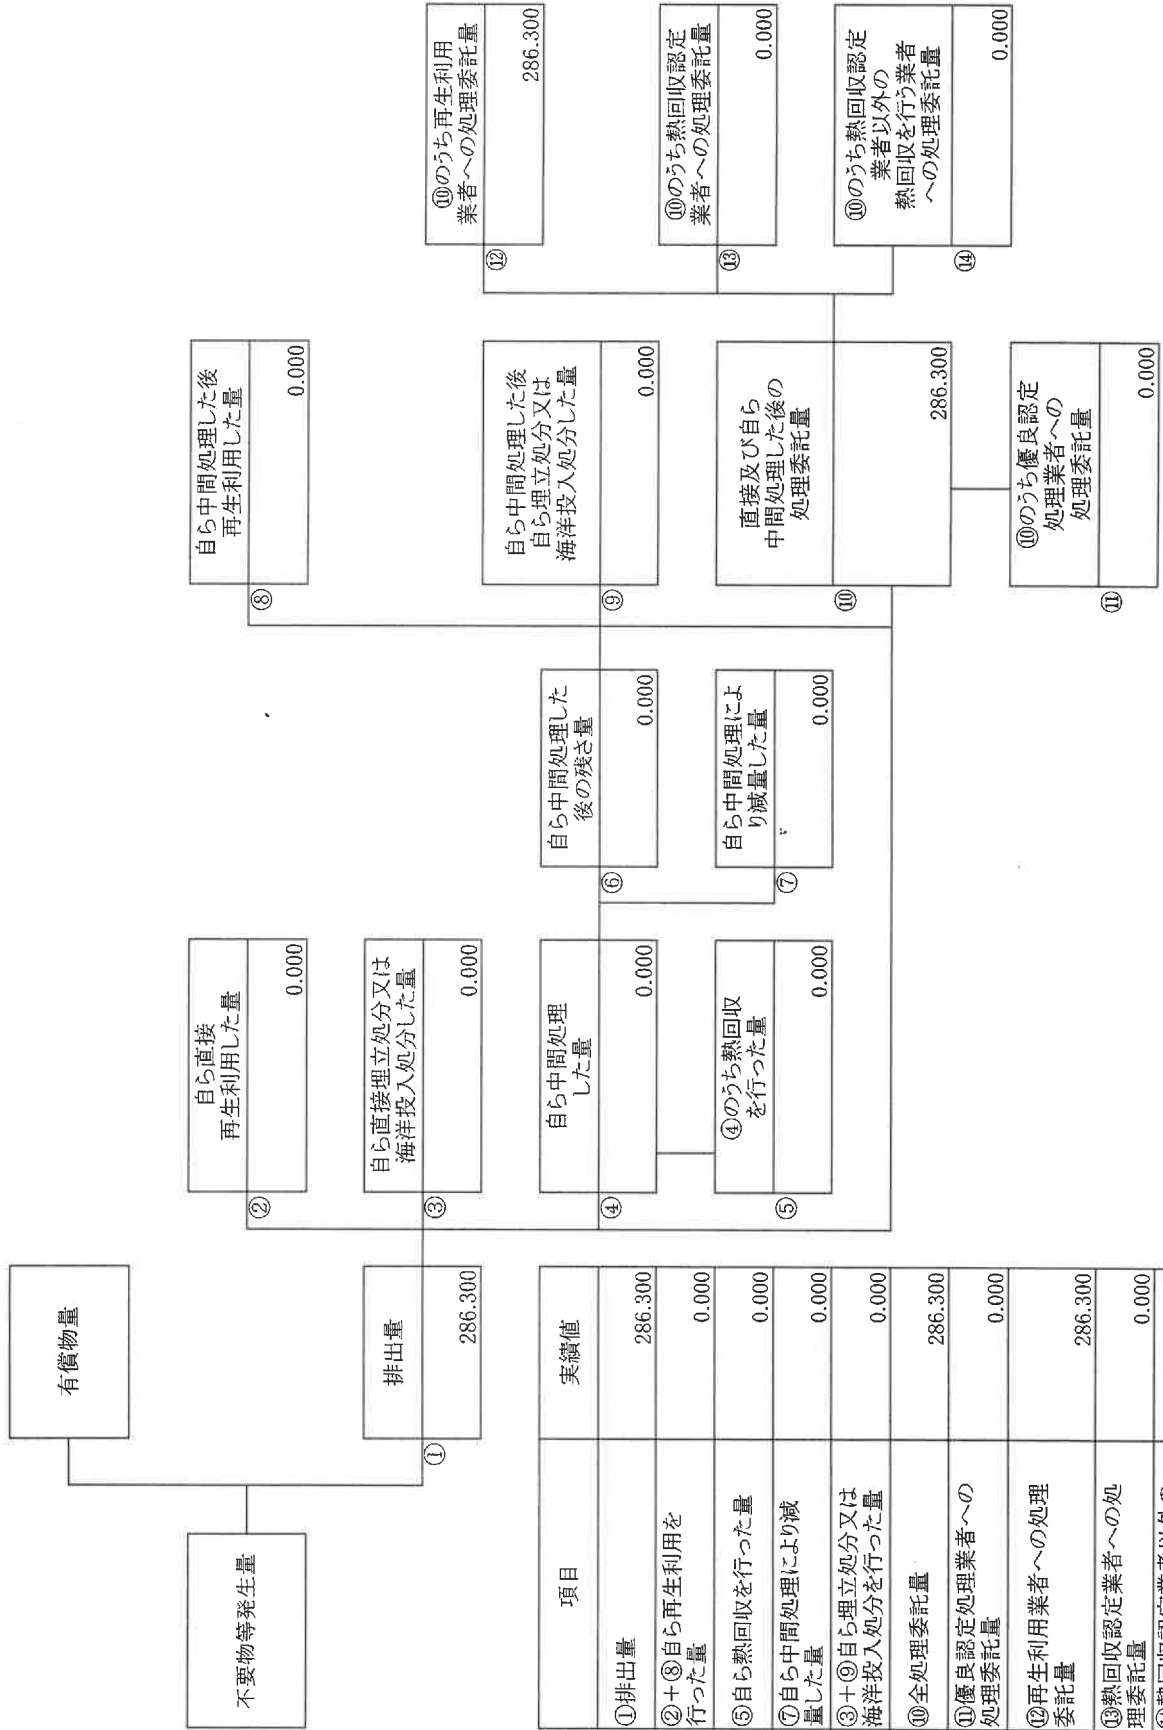 不要物等発生量
有償物量
①
排出量
286.300
②
自ら直接
再生利用した量
0.000
③
自ら直接埋立処分又は
海洋投入処分した量
0.000
④
自ら中間処理
した量
0.000
⑤
④のうち熱回収
を行った量
0.000
⑥
自ら中間処理した
後の残さ量
0.000
⑦
自ら中間処理によ
り減量した量
0.000
⑧
自ら中間処理した後
再生利用した量
0.000
⑨
自ら中間処理した後
自ら埋立処分又は
海洋投入処分した量
0.000
⑩
直接及び自ら
中間処理した後の
処理委託量
286.300
⑪
⑩のうち優良認定
処理業者への
処理委託量
0.000
⑫
⑩のうち再生利用
業者への処理委託量
286.300
⑬
⑩のうち熱回収認定
業者への処理委託量
0.000
⑭
⑩のうち熱回収認定
業者以外の
熱回収を行う業者
への処理委託量
0.000
項目
実績値
①排出量
286.300
②+⑧自ら再生利用を
行った量
0.000
⑤自ら熱回収を行った量
0.000
⑦自ら中間処理により減
量した量
0.000
③+⑨自ら埋立処分又は
海洋投入処分を行った量
0.000
⑩全処理委託量
286.300
⑪優良認定処理業者への
処理委託量
0.000
⑫再生利用業者への処理
委託量
286.300
⑬熱回収認定業者への処
理委託量
0.000